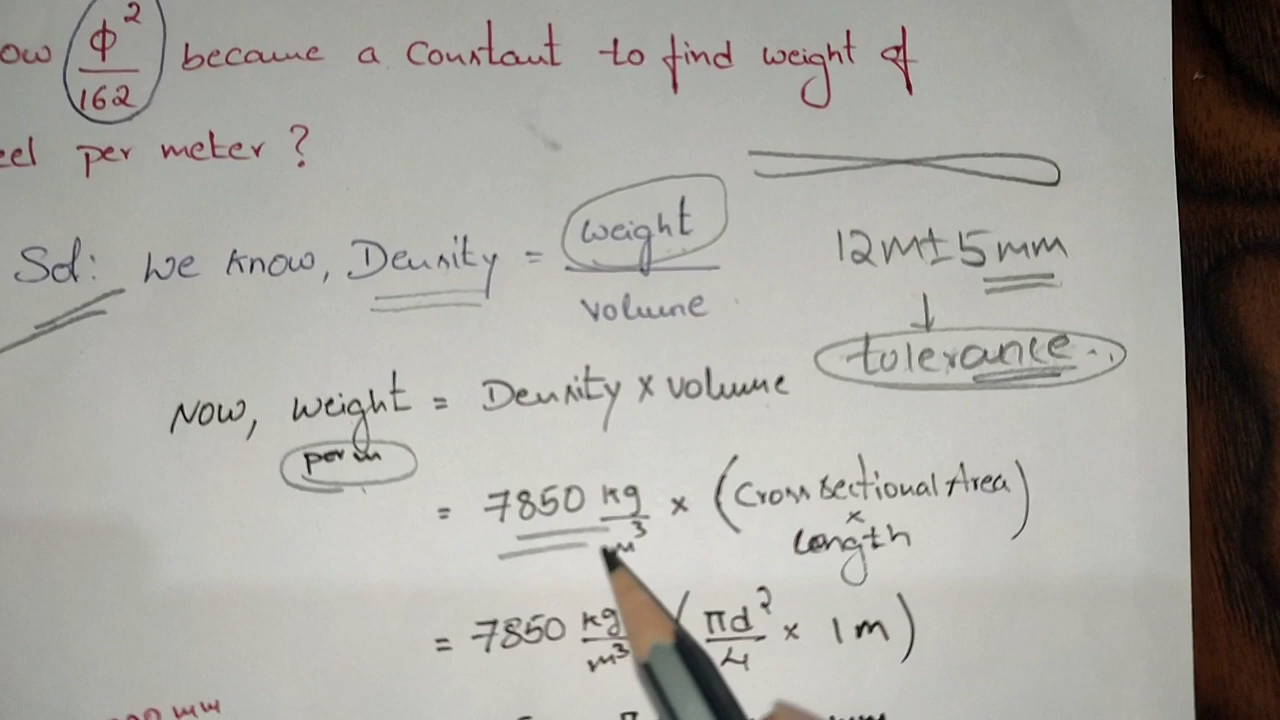 ow ϕ²/162 became a constant to find weight of
eel per meter ?
Sol: We know, Density = weight/volume
12m ± 5mm
↓
tolerance..
Now, weight = Density × volume
per m
= 7850 kg/m³ × (Cross sectional Area × length)
= 7850 kg/m³ (πd²/4 × 1m)
mm